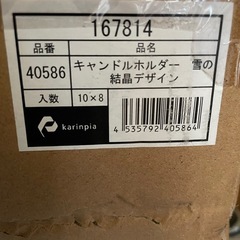 167814
品番 品名
40586 キャンドルホルダー 雪の
結晶デザイン
入数 10×8
karinpia
4 535792 405864